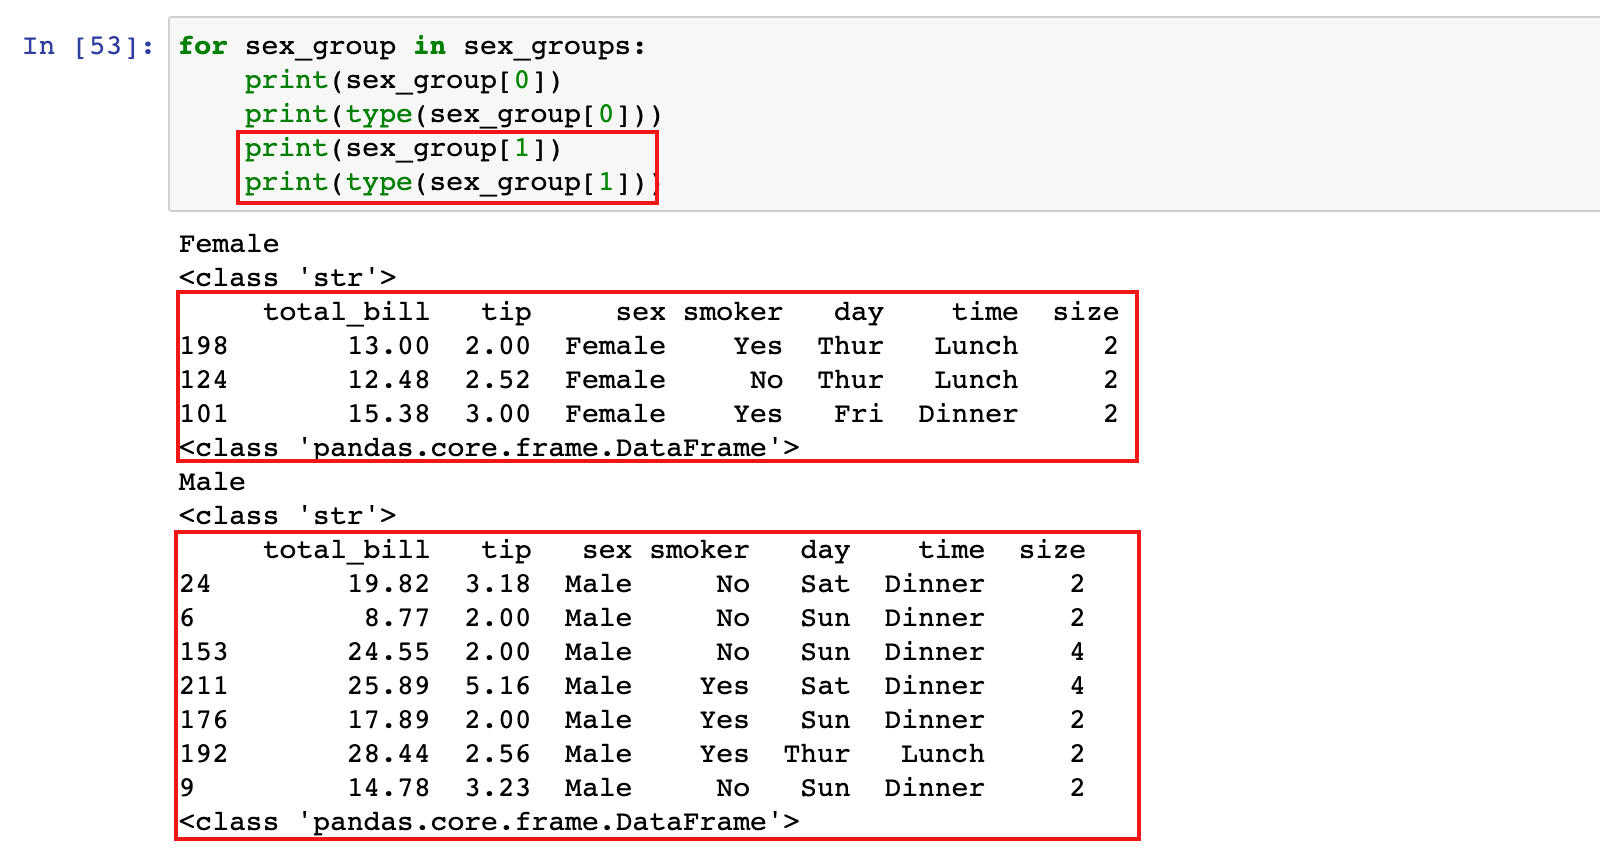 In [53]: for sex_group in sex_groups:
    print(sex_group[0])
    print(type(sex_group[0]))
    print(sex_group[1])
    print(type(sex_group[1]))
Female
<class 'str'>
     total_bill   tip     sex smoker   day    time  size
198       13.00  2.00  Female    Yes  Thur   Lunch     2
124       12.48  2.52  Female     No  Thur   Lunch     2
101       15.38  3.00  Female    Yes   Fri  Dinner     2
<class 'pandas.core.frame.DataFrame'>
Male
<class 'str'>
     total_bill   tip   sex smoker   day    time  size
24        19.82  3.18  Male     No   Sat  Dinner     2
6          8.77  2.00  Male     No   Sun  Dinner     2
153       24.55  2.00  Male     No   Sun  Dinner     4
211       25.89  5.16  Male    Yes   Sat  Dinner     4
176       17.89  2.00  Male    Yes   Sun  Dinner     2
192       28.44  2.56  Male    Yes  Thur   Lunch     2
9         14.78  3.23  Male     No   Sun  Dinner     2
<class 'pandas.core.frame.DataFrame'>